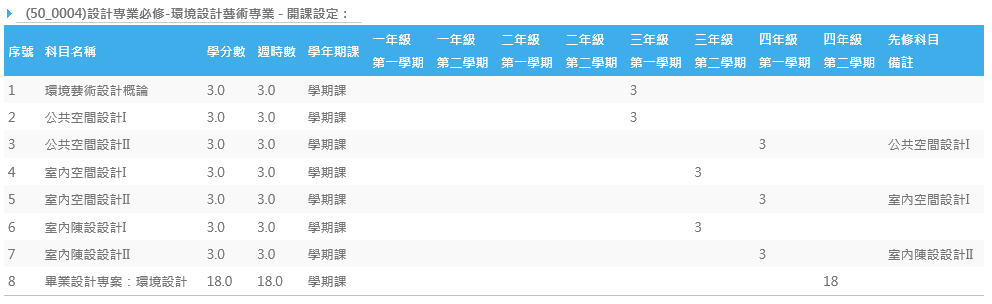 (50_0004)設計專業必修-環境設計藝術專業 - 開課設定：
序號 科目名稱 學分數 週時數 學年期課 一年級 第一學期 一年級 第二學期 二年級 第一學期 二年級 第二學期 三年級 第一學期 三年級 第二學期 四年級 第一學期 四年級 第二學期 先修科目 備註
1 環境藝術設計概論 3.0 3.0 學期課 3
2 公共空間設計I 3.0 3.0 學期課 3
3 公共空間設計II 3.0 3.0 學期課 3 公共空間設計I
4 室內空間設計I 3.0 3.0 學期課 3
5 室內空間設計II 3.0 3.0 學期課 3 室內空間設計I
6 室內陳設設計I 3.0 3.0 學期課 3
7 室內陳設設計II 3.0 3.0 學期課 3 室內陳設設計II
8 畢業設計專案：環境設計 18.0 18.0 學期課 18